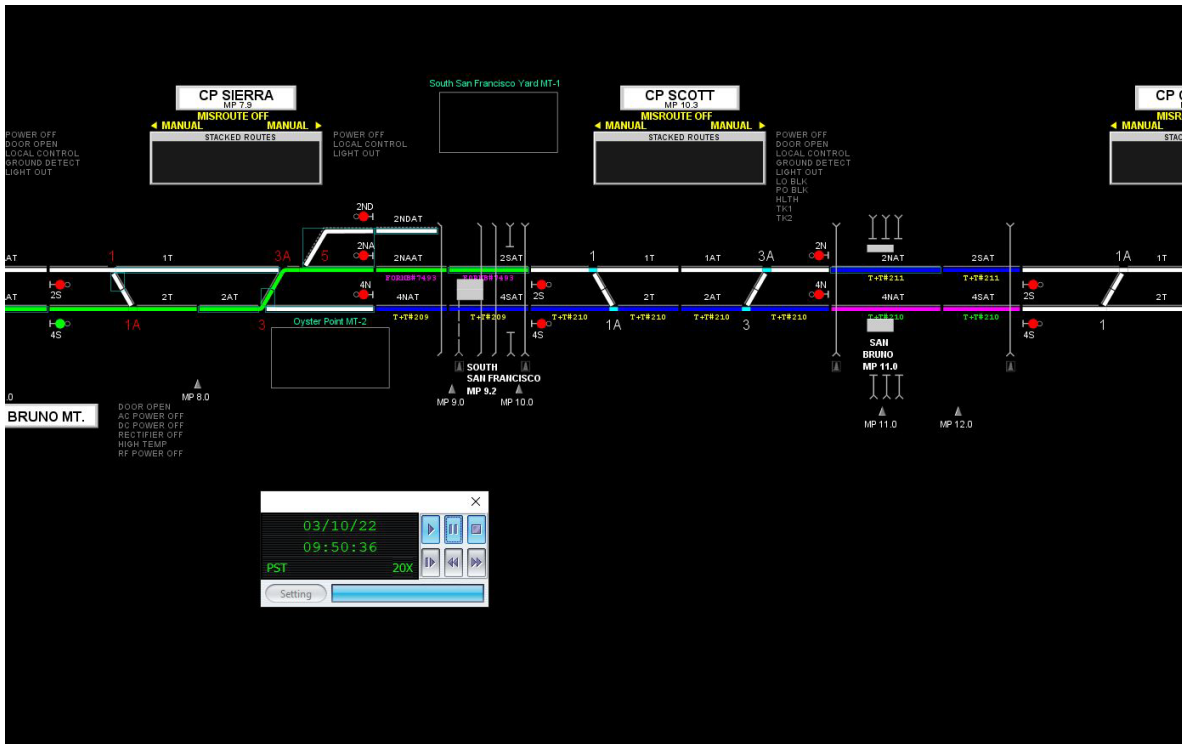 South San Francisco Yard MT-1
CP SIERRA
MP 7.9
MISROUTE OFF
MANUAL MANUAL
STACKED ROUTES
CP SCOTT
MP 10.3
MISROUTE OFF
MANUAL MANUAL
STACKED ROUTES
CP
MANUAL
POWER OFF
DOOR OPEN
LOCAL CONTROL
GROUND DETECT
LIGHT OUT
POWER OFF
LOCAL CONTROL
LIGHT OUT
POWER OFF
DOOR OPEN
LOCAL CONTROL
GROUND DETECT
LIGHT OUT
LO BLK
PO BLK
HLTH
TK1
TK2
2ND
2NDAT
AT 1 1T 3A 5 2NA 2NAAT 2SAT 1 1T 1AT 3A 2N 2NAT 2SAT 1A 1T
FORNB#7493 FORNB#7493 T+T#211 T+T#211
2S 4N 2S 4N 2S
AT 2T 2AT 4NAT 4SAT 2T 2AT 4NAT 4SAT 2T
T+T#209 T+T#209 T+T#210 T+T#210 T+T#210 T+T#210 T+T#210
4S 1A 3 4S 1A 3 4S 1
Oyster Point MT-2
SOUTH
SAN FRANCISCO
MP 9.2
SAN
BRUNO
MP 11.0
.0 MP 8.0 MP 9.0 MP 10.0 MP 11.0 MP 12.0
BRUNO MT.
DOOR OPEN
AC POWER OFF
DC POWER OFF
RECTIFIER OFF
HIGH TEMP
RF POWER OFF
03/10/22
09:50:36
PST 20X
Setting